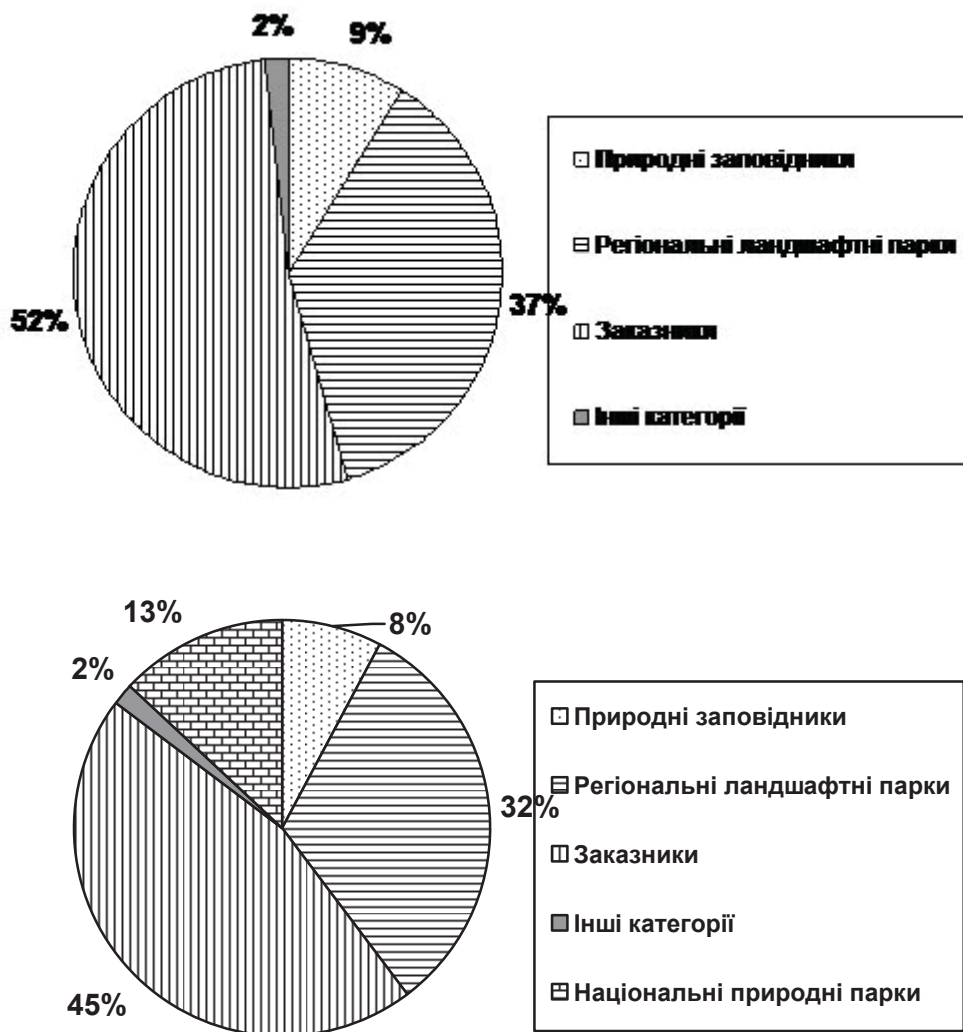 2%
9%
Природні заповідники
Регіональні ландшафтні парки
37%
52%
Заказники
Інші категорії
13%
8%
2%
Природні заповідники
Регіональні ландшафтні парки
32%
Заказники
Інші категорії
45%
Національні природні парки